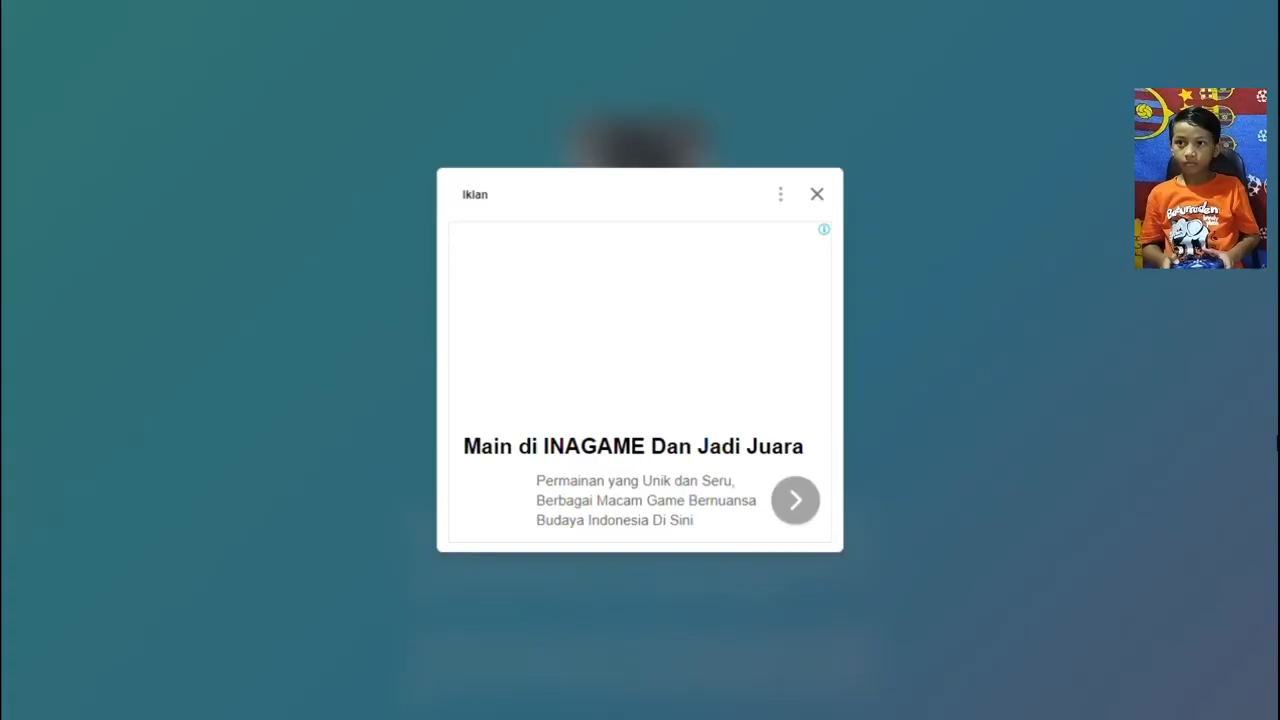 Iklan
Main di INAGAME Dan Jadi Juara
Permainan yang Unik dan Seru,
Berbagai Macam Game Bernuansa
Budaya Indonesia Di Sini